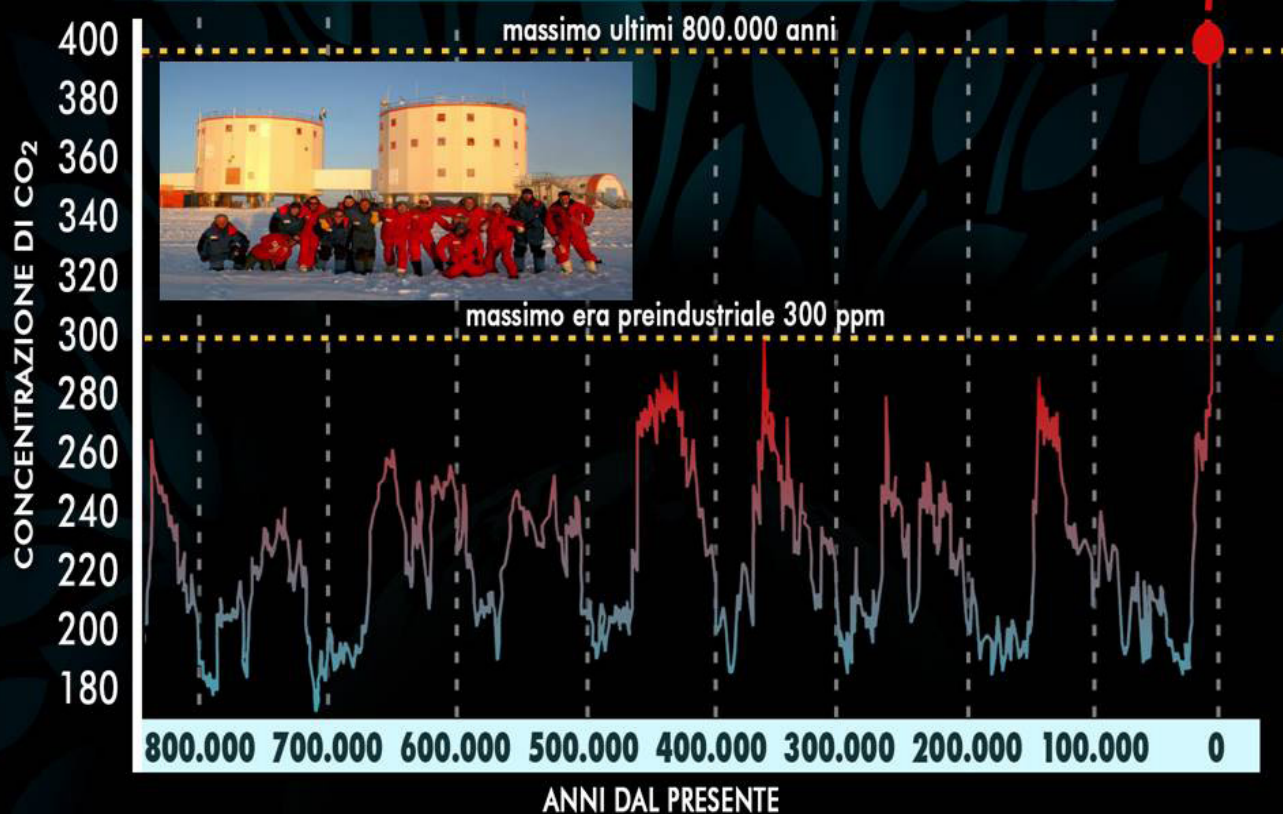 massimo ultimi 800.000 anni
CONCENTRAZIONE DI CO₂
400
380
360
340
320
massimo era preindustriale 300 ppm
300
280
260
240
220
200
180
800.000 700.000 600.000 500.000 400.000 300.000 200.000 100.000 0
ANNI DAL PRESENTE